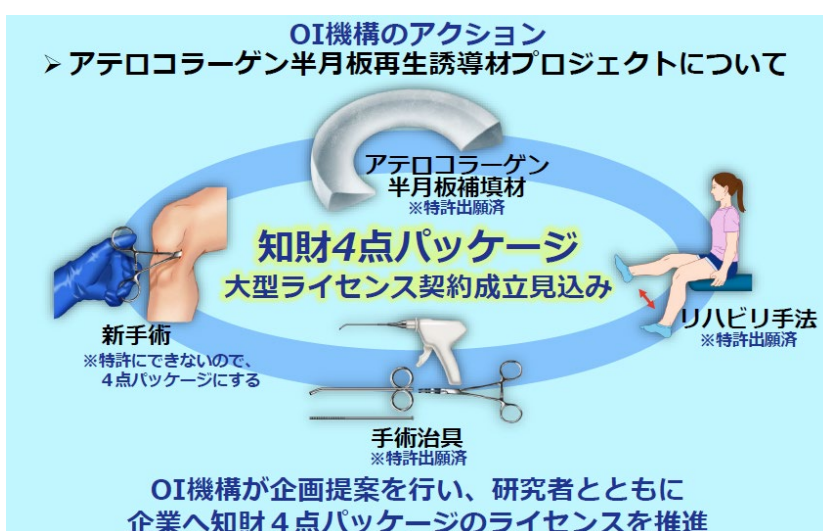 OI機構のアクション
➢ アテロコラーゲン半月板再生誘導材プロジェクトについて
アテロコラーゲン
半月板補填材
※特許出願済
知財4点パッケージ
大型ライセンス契約成立見込み
新手術
※特許にできないので、
４点パッケージにする
リハビリ手法
※特許出願済
手術治具
※特許出願済
OI機構が企画提案を行い、研究者とともに
企業へ知財４点パッケージのライセンスを推進